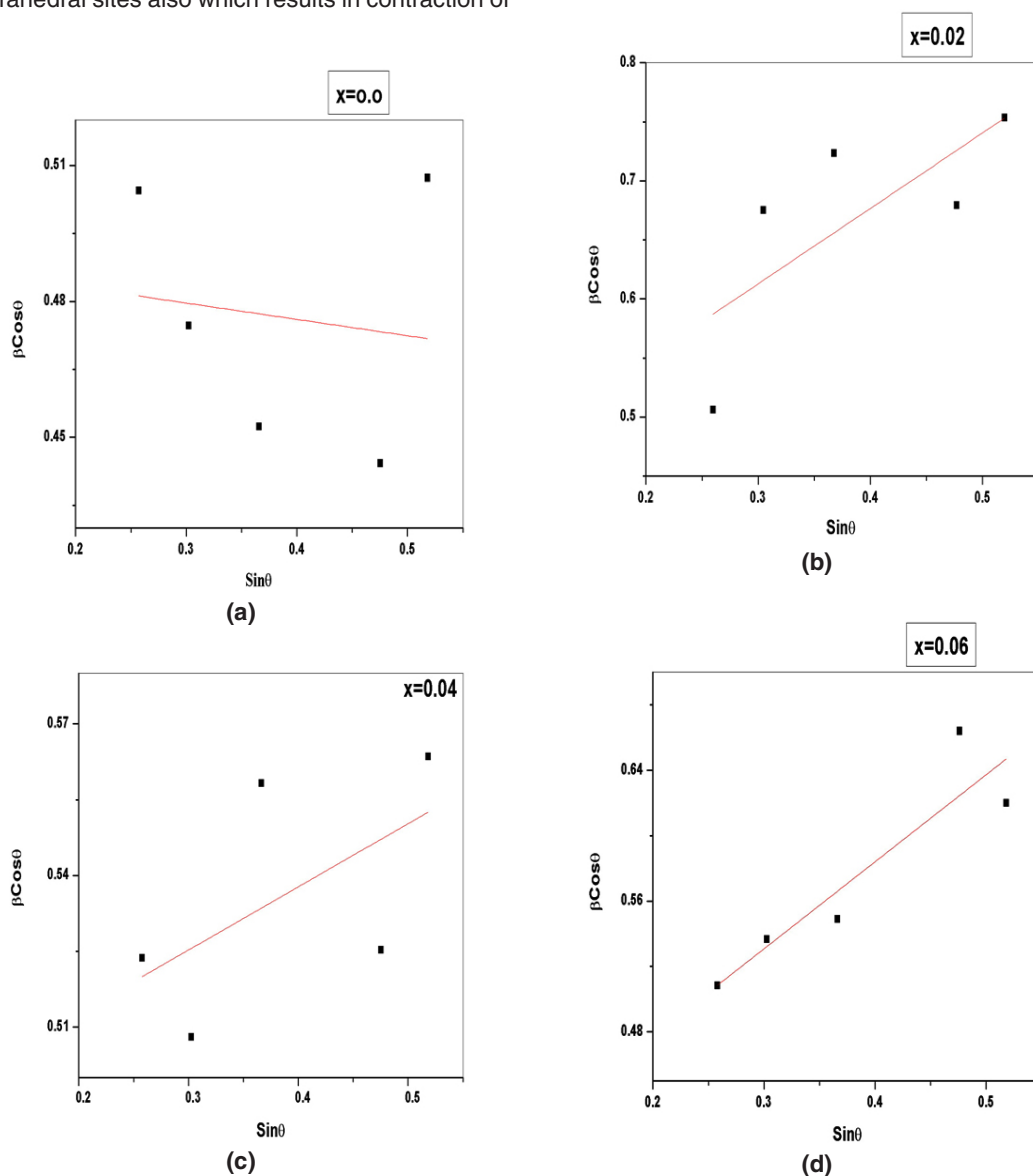 rahedral sites also which results in contraction of
x=0.0
0.51
0.48
0.45
βCosθ
0.2 0.3 0.4 0.5
Sinθ
(a)
x=0.02
0.8
0.7
0.6
0.5
βCosθ
0.2 0.3 0.4 0.5
Sinθ
(b)
x=0.04
0.57
0.54
0.51
βCosθ
0.2 0.3 0.4 0.5
Sinθ
(c)
x=0.06
0.64
0.56
0.48
βCosθ
0.2 0.3 0.4 0.5
Sinθ
(d)